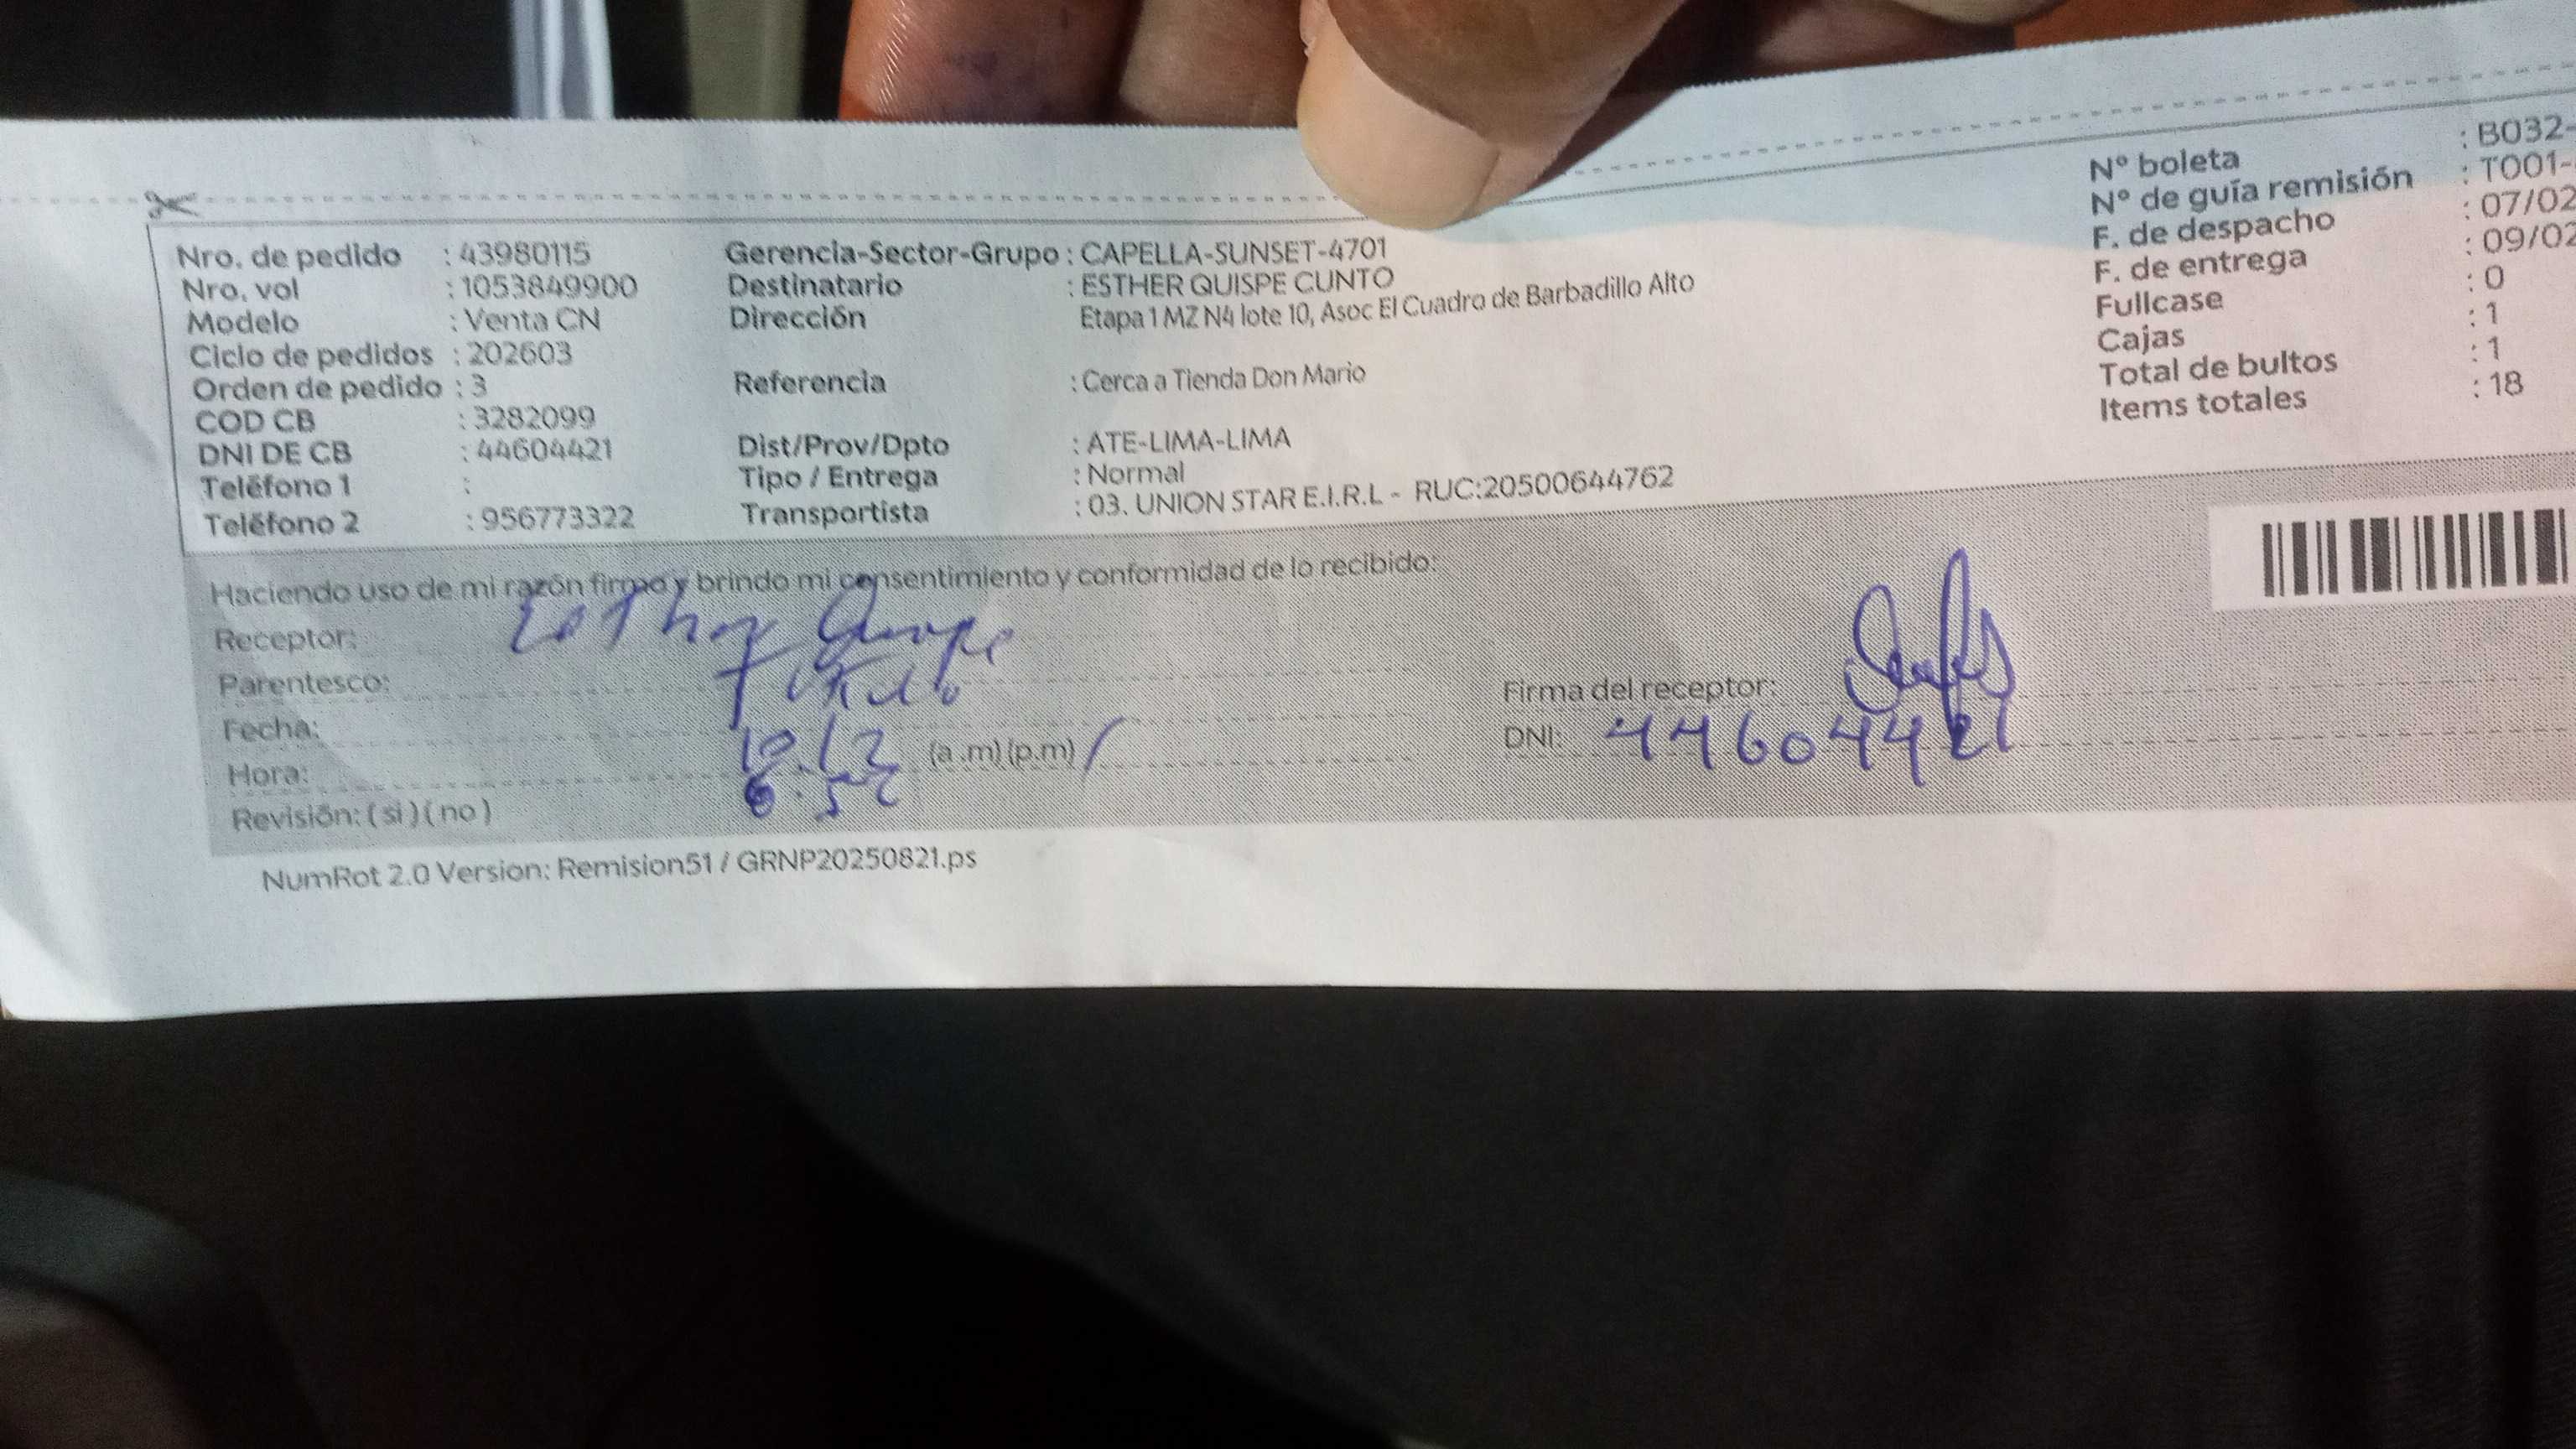 Nro. de pedido : 43980115
Nro. vol : 1053849900
Modelo : Venta CN
Ciclo de pedidos : 202603
Orden de pedido : 3
COD CB : 3282099
DNI DE CB : 44604421
Teléfono 1 :
Teléfono 2 : 956773322
Gerencia-Sector-Grupo : CAPELLA-SUNSET-4701
Destinatario : ESTHER QUISPE CUNTO
Dirección Etapa 1 MZ N4 lote 10, Asoc El Cuadro de Barbadillo Alto
Referencia : Cerca a Tienda Don Mario
Dist/Prov/Dpto : ATE-LIMA-LIMA
Tipo / Entrega : Normal
Transportista : 03. UNION STAR E.I.R.L - RUC:20500644762
N° boleta : B032-
N° de guía remisión : T001-
F. de despacho : 07/02
F. de entrega : 09/02
Fullcase : 0
Cajas : 1
Total de bultos : 1
Items totales : 18
Haciendo uso de mi razón firmo y brindo mi consentimiento y conformidad de lo recibido:
Receptor: Esther Quispe
Parentesco: Titular
Fecha: 10.12
Hora: (a.m) (p.m) /
Revisión: ( si ) ( no )
Firma del receptor:
DNI: 44604421
NumRot 2.0 Version: Remision51 / GRNP20250821.ps